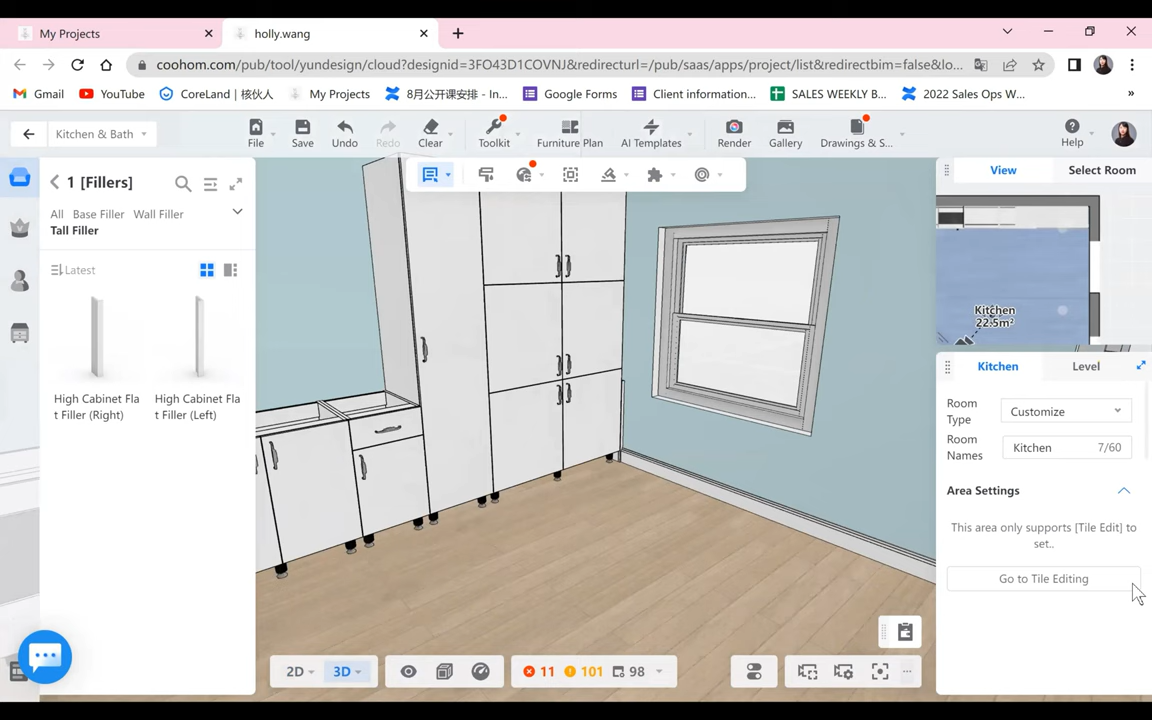 My Projects
holly.wang
coohom.com/pub/tool/yundesign/cloud?designid=3FO43D1COVNJ&redirecturl=/pub/saas/apps/project/list&redirectbim=false&lo...
Gmail
YouTube
CoreLand | 核伙人
My Projects
8月公开课安排 - In...
Google Forms
Client information...
SALES WEEKLY B...
2022 Sales Ops W...
»
Kitchen & Bath
File
Save
Undo
Redo
Clear
Toolkit
Furniture Plan
AI Templates
Render
Gallery
Drawings & S...
Help
1 [Fillers]
All Base Filler Wall Filler
Tall Filler
Latest
High Cabinet Fla
t Filler (Right)
High Cabinet Fla
t Filler (Left)
View
Select Room
Kitchen
22.5m²
Kitchen
Level
Room
Type
Customize
Room
Names
Kitchen 7/60
Area Settings
This area only supports [Tile Edit] to
set..
Go to Tile Editing
2D
3D
11
101
98